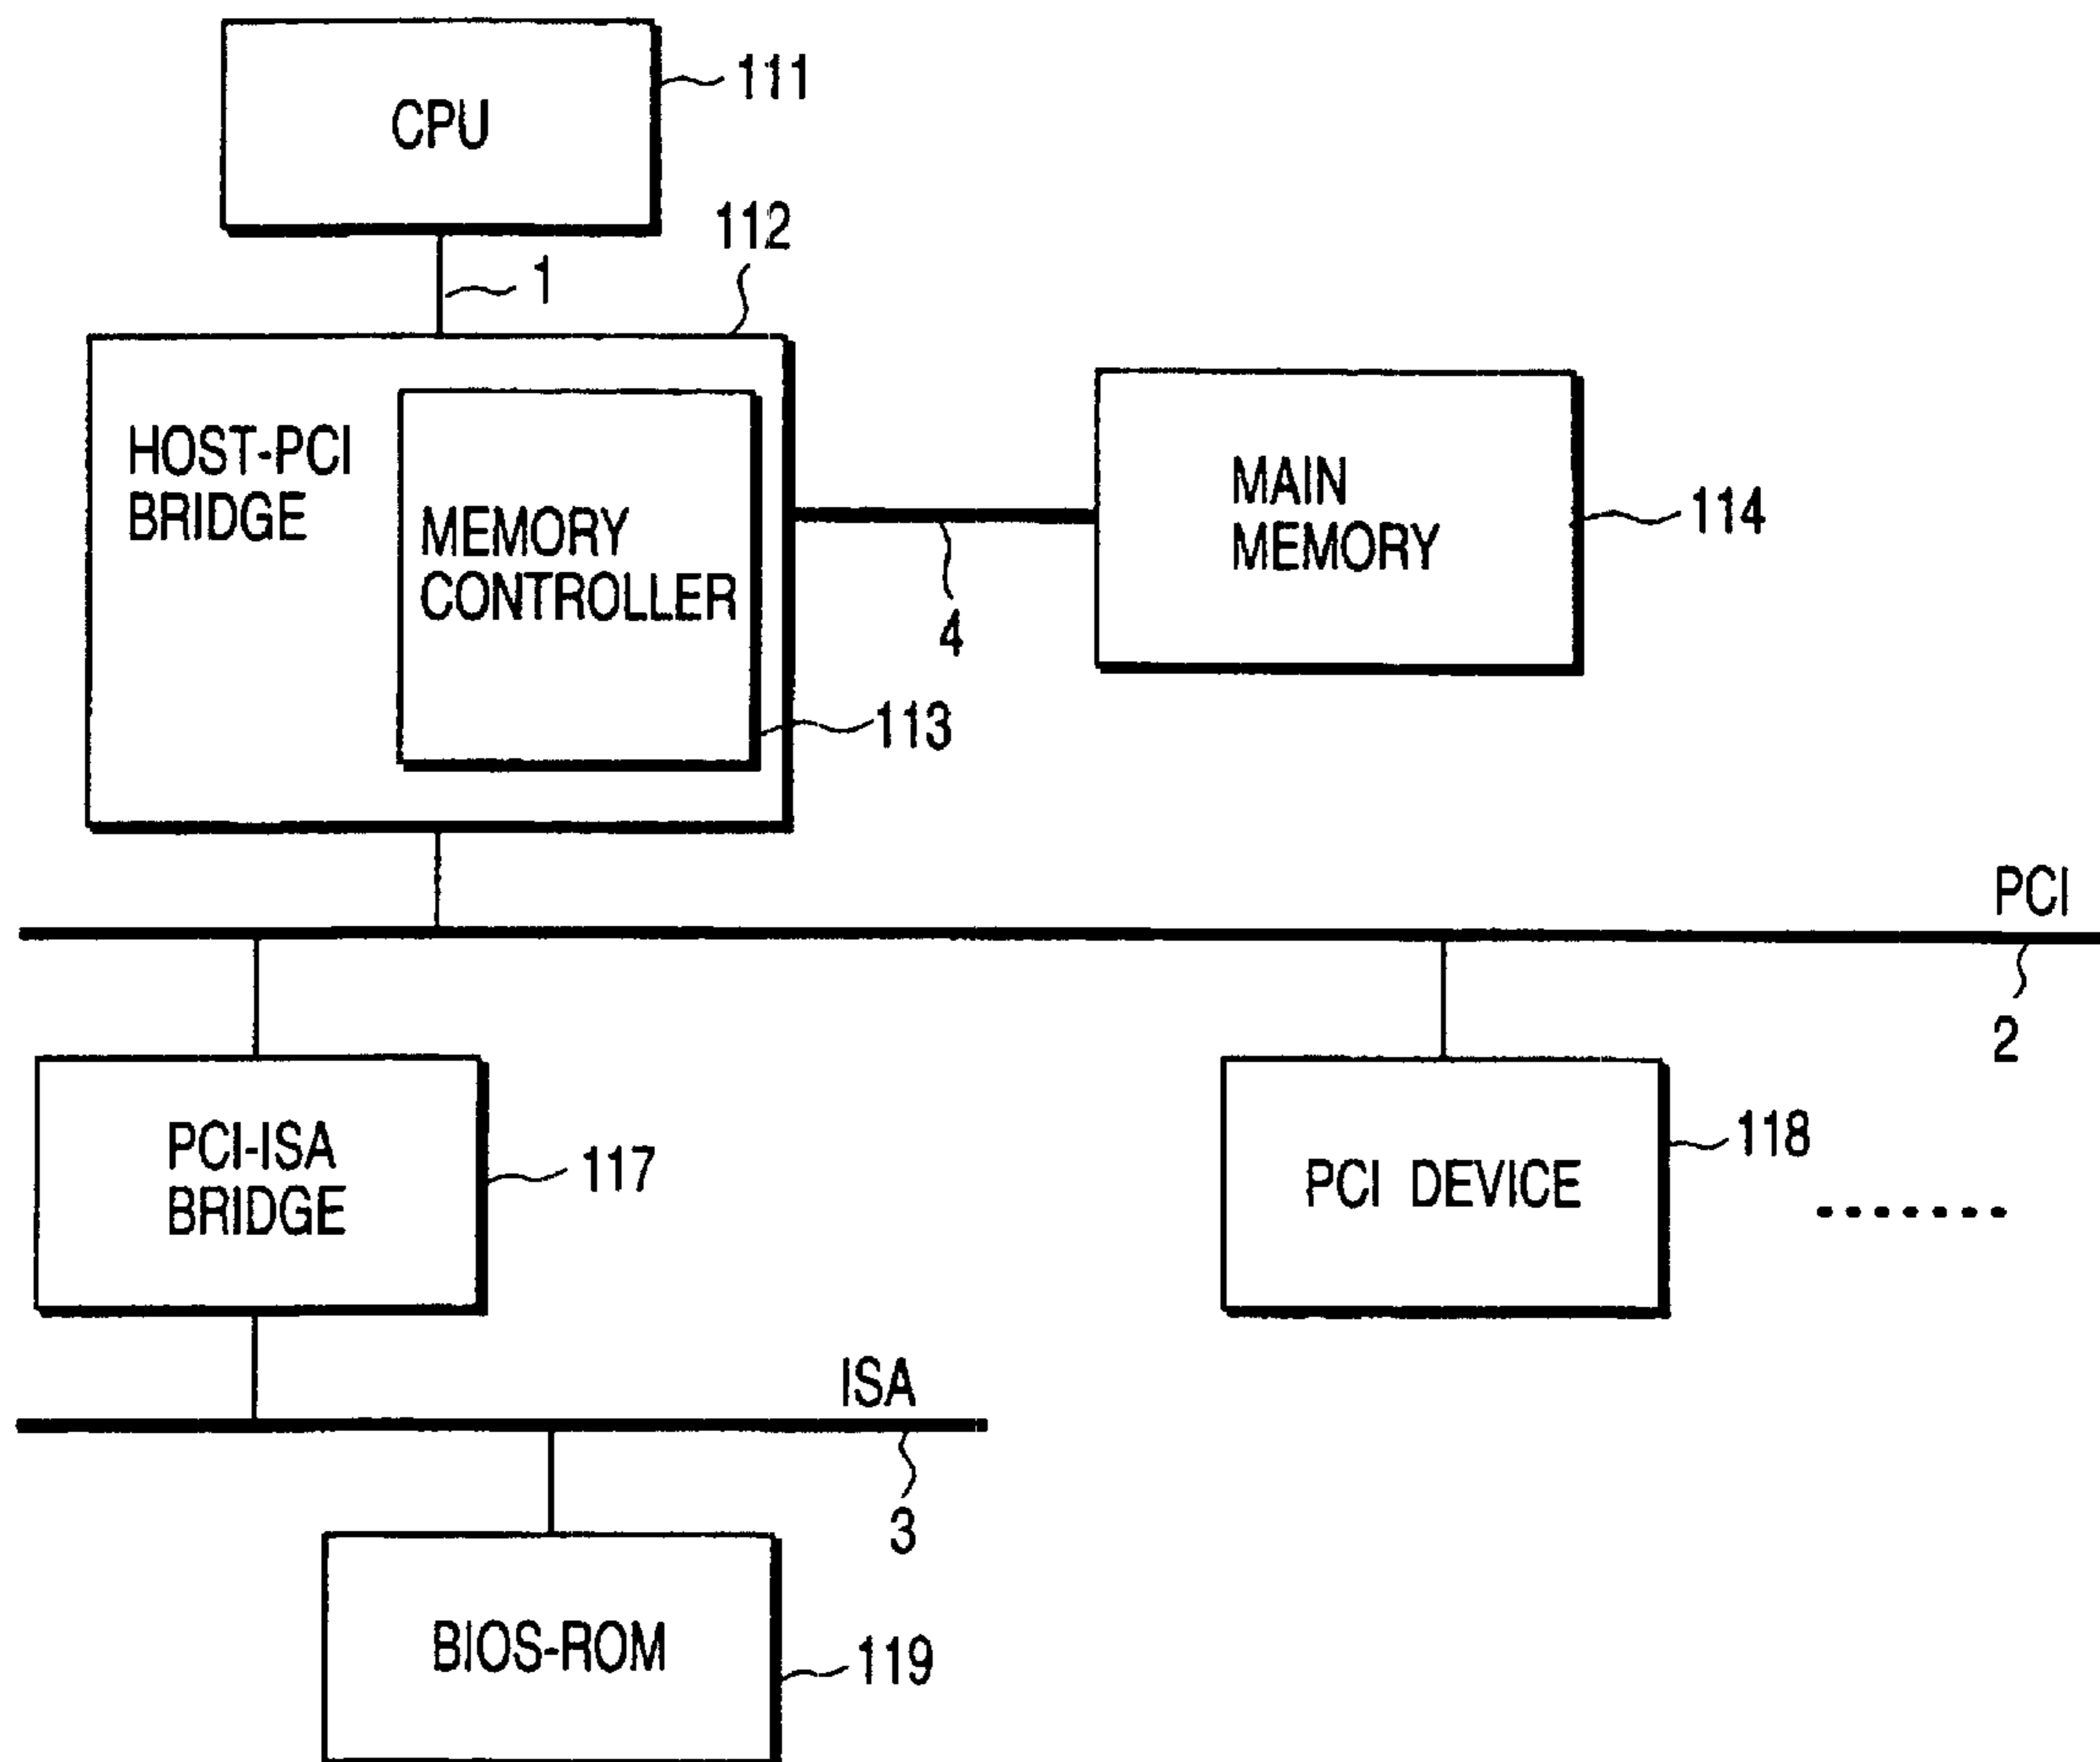 CPU
111
112
1
HOST-PCI
BRIDGE
MEMORY
CONTROLLER
MAIN
MEMORY
114
4
113
PCI
2
PCI-ISA
BRIDGE
117
PCI DEVICE
118
ISA
3
BIOS-ROM
119